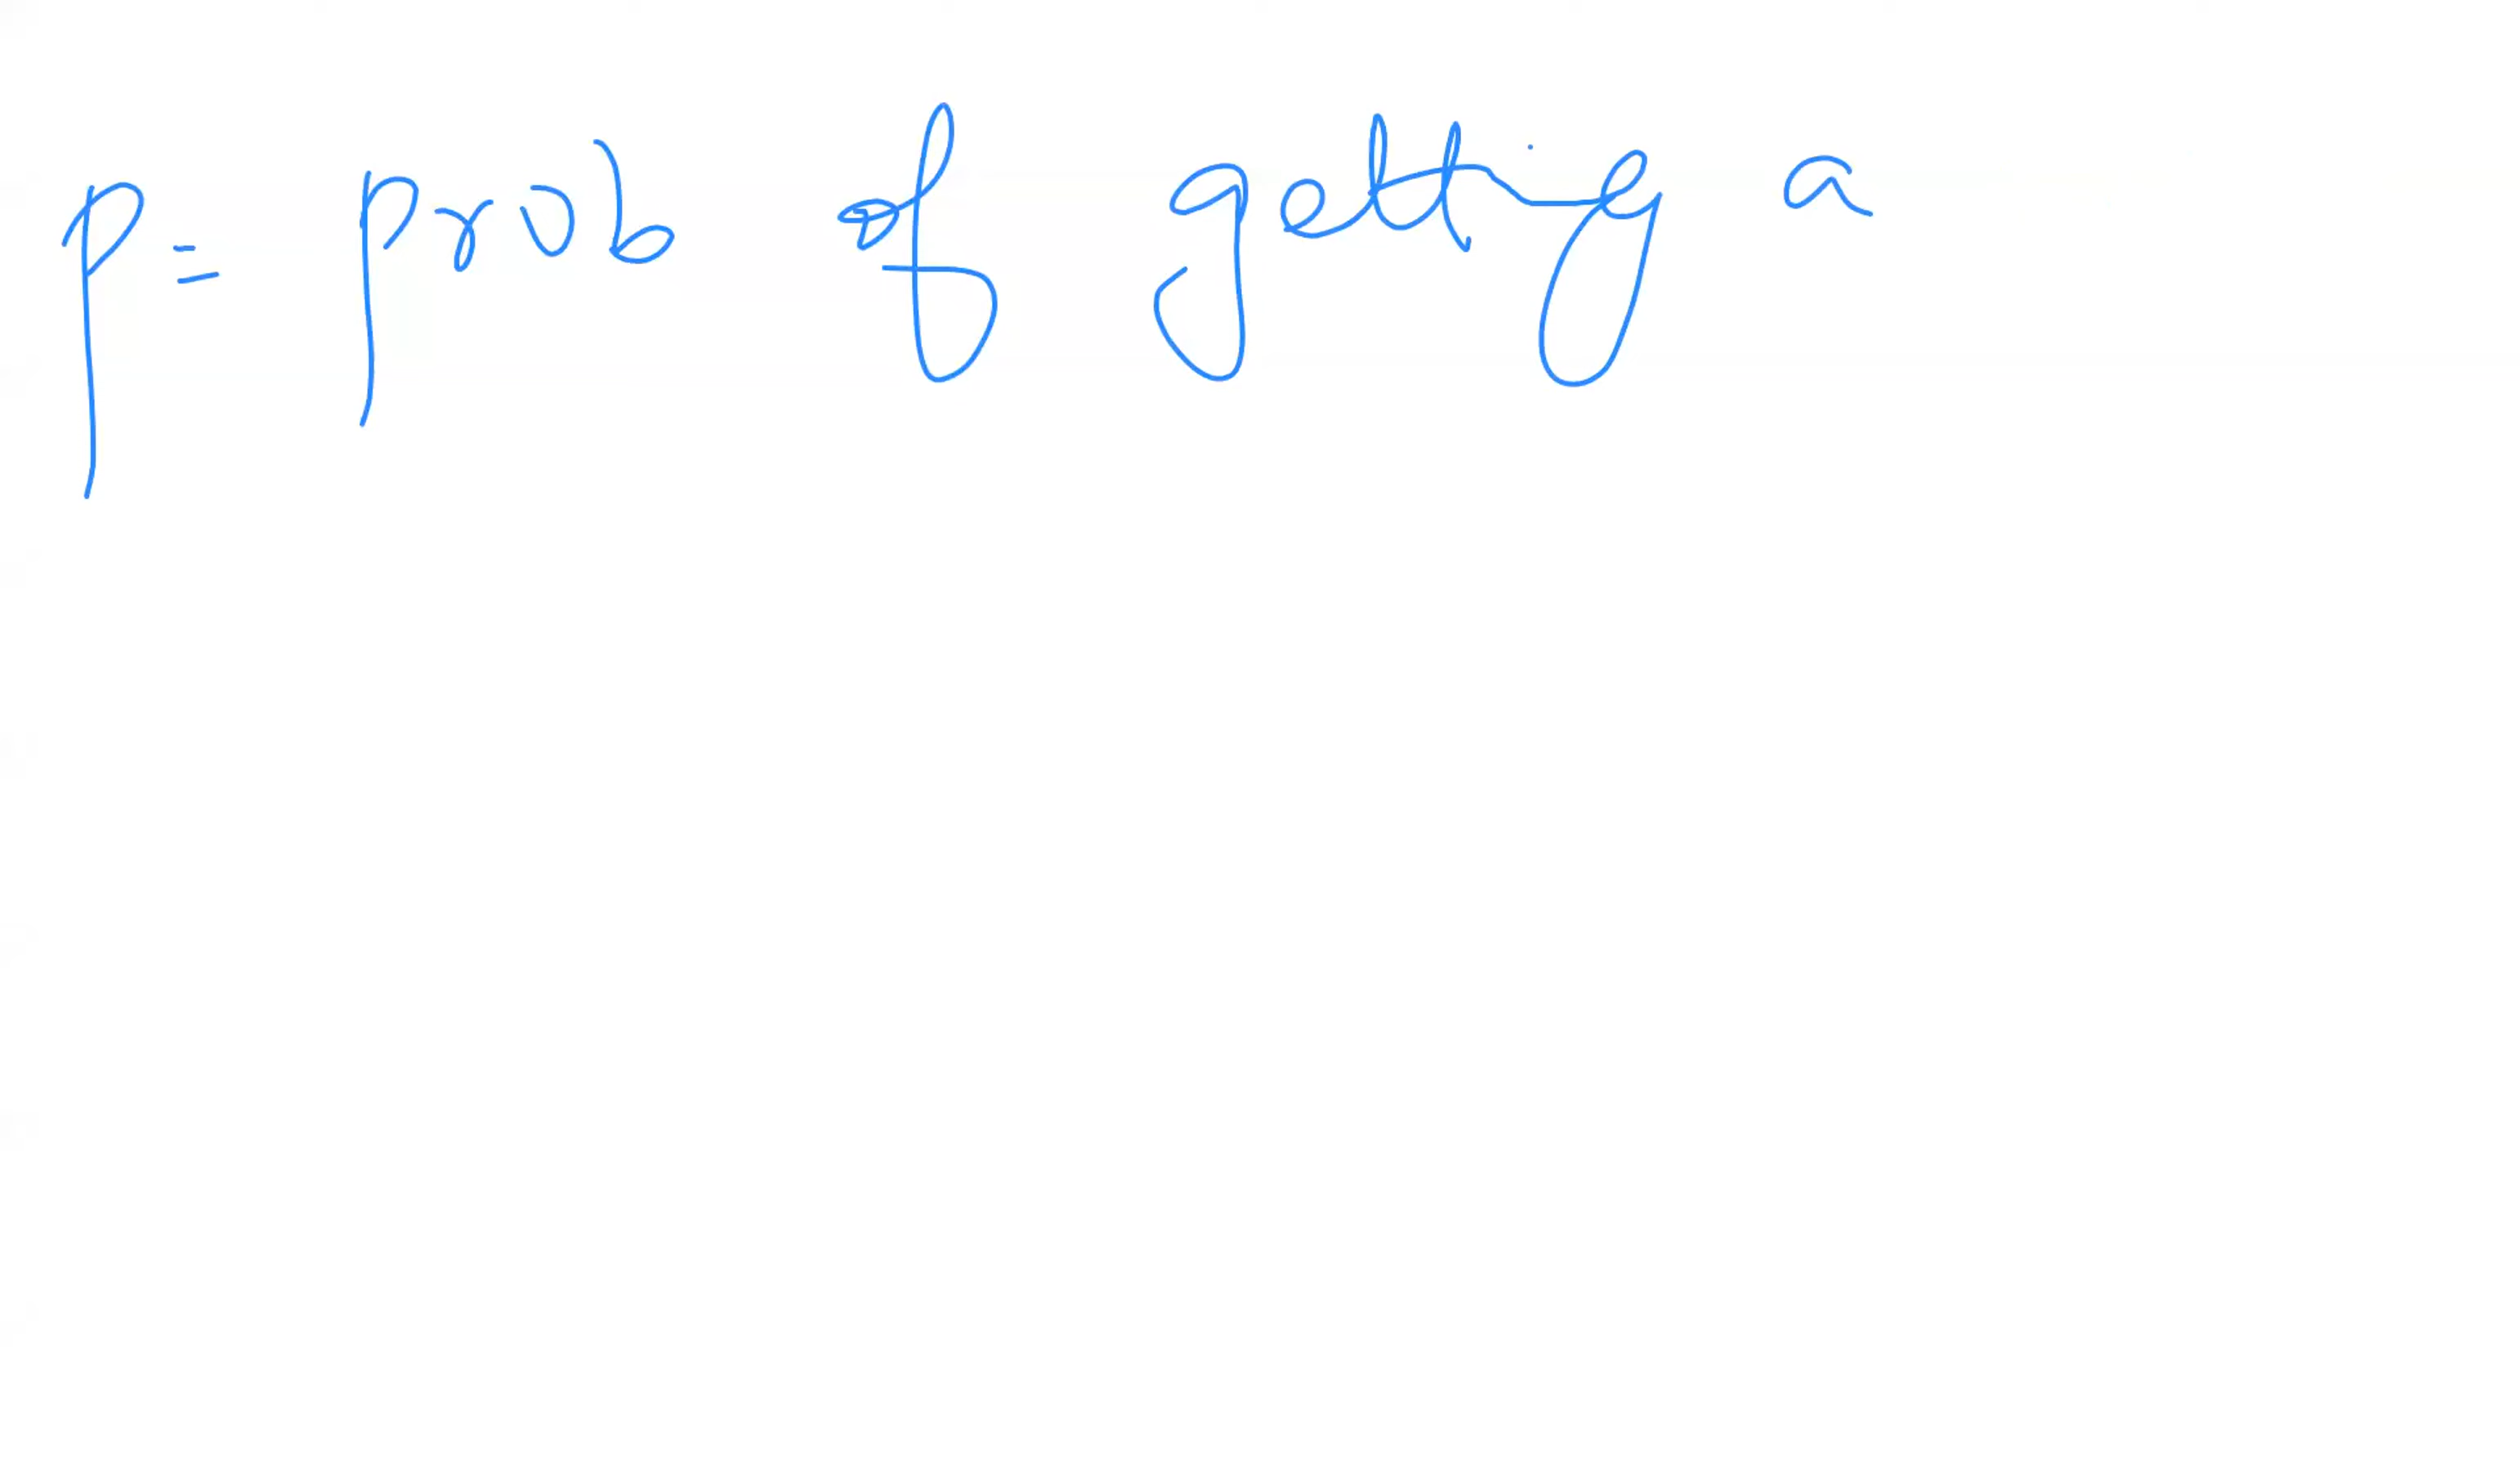 p = prob of getting a